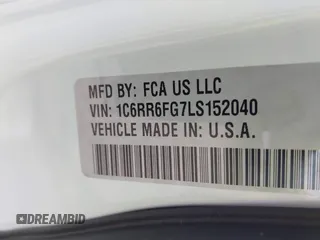 MFD BY: FCA US LLC
VIN: 1C6RR6FG7LS152040
VEHICLE MADE IN: U.S.A.
DREAMBID